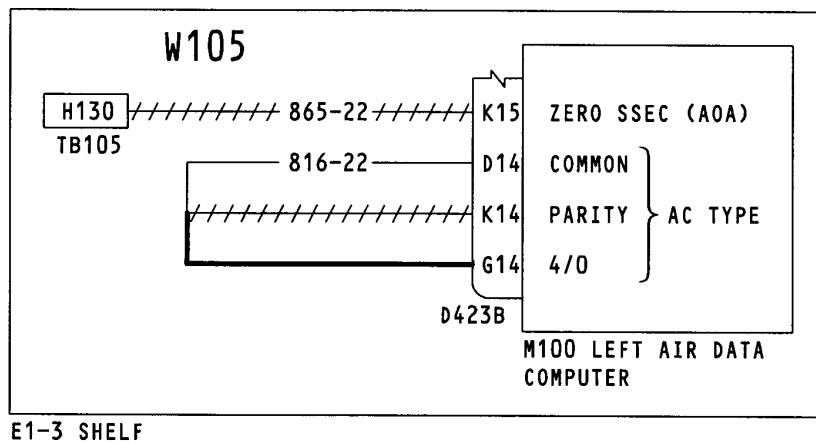 W105
H130 865-22 K15 ZERO SSEC (AOA)
TB105
816-22 D14 COMMON
K14 PARITY AC TYPE
G14 4/0
D423B
M100 LEFT AIR DATA
COMPUTER
E1-3 SHELF